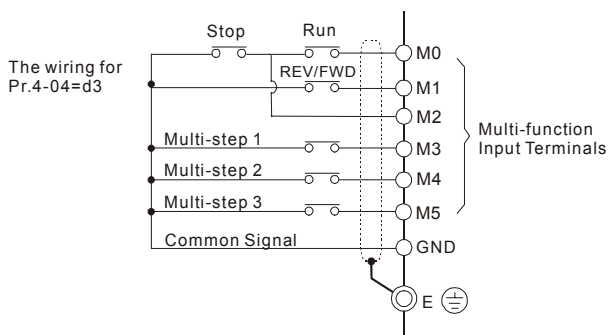 Stop
Run
M0
The wiring for
Pr.4-04=d3
REV/FWD
M1
M2
Multi-step 1
M3
Multi-function
Input Terminals
Multi-step 2
M4
Multi-step 3
M5
Common Signal
GND
E